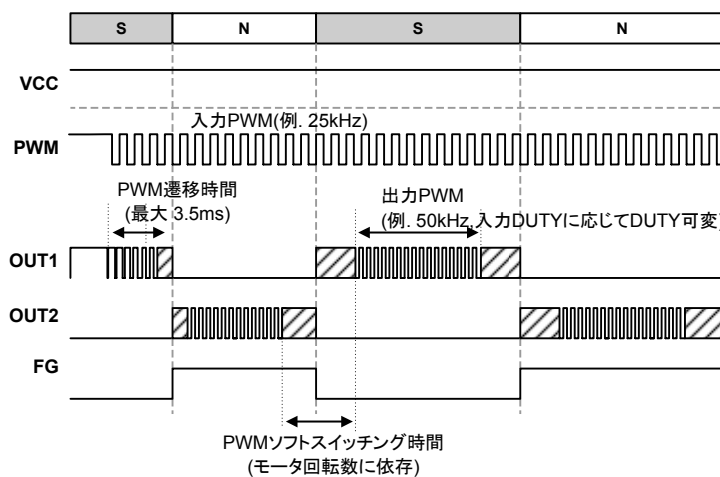 S N S N
VCC
入力PWM(例. 25kHz)
PWM
PWM遷移時間
(最大 3.5ms)
出力PWM
(例. 50kHz,入力DUTYに応じてDUTY可変)
OUT1
OUT2
FG
PWMソフトスイッチング時間
(モータ回転数に依存)